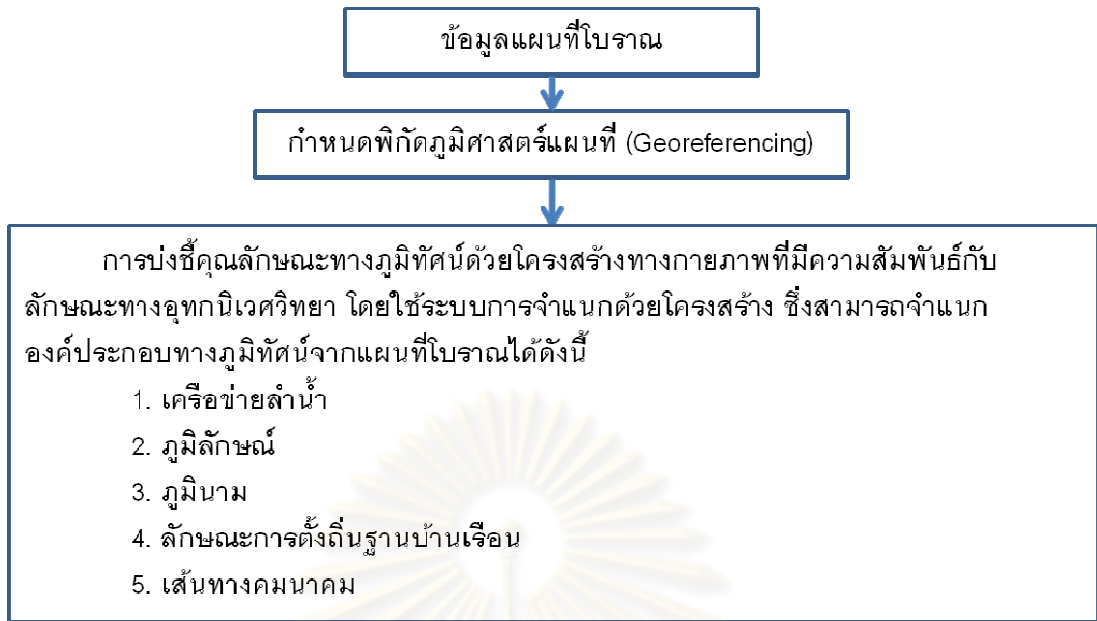 ข้อมูลแผนที่โบราณ
กำหนดพิกัดภูมิศาสตร์แผนที่ (Georeferencing)
การบ่งชี้คุณลักษณะทางภูมิทัศน์ด้วยโครงสร้างทางกายภาพที่มีความสัมพันธ์กับ
ลักษณะทางอุทกนิเวศวิทยา โดยใช้ระบบการจำแนกด้วยโครงสร้าง ซึ่งสามารถจำแนก
องค์ประกอบทางภูมิทัศน์จากแผนที่โบราณได้ดังนี้
1. เครือข่ายลำน้ำ
2. ภูมิลักษณ์
3. ภูมินาม
4. ลักษณะการตั้งถิ่นฐานบ้านเรือน
5. เส้นทางคมนาคม